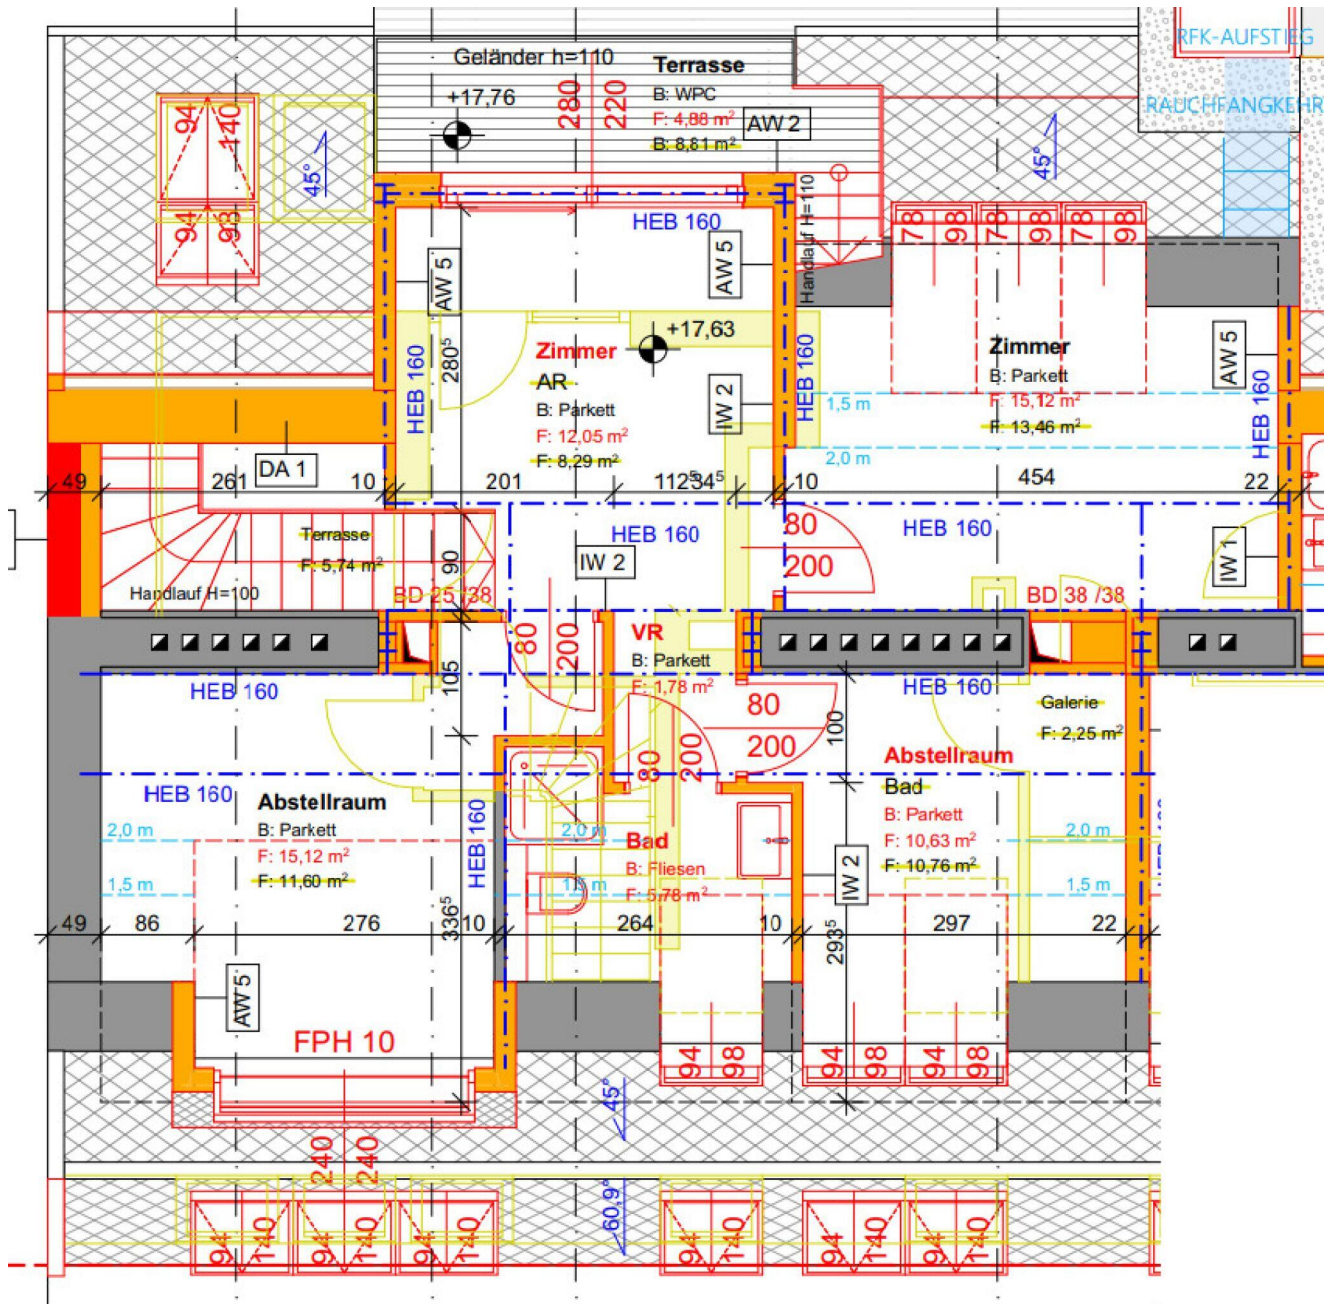 RFK-AUFSTIEG
Geländer h=110
Terrasse
B: WPC
F: 4,88 m²
B: 8,81 m²
+17,76
280
220
AW 2
RAUCHFANGKEHR
94
140
94
98
45°
45°
HEB 160
Handlauf H=110
78
98
78
98
78
98
AW 5
AW 5
+17,63
Zimmer
AR
B: Parkett
F: 12,05 m²
F: 8,29 m²
HEB 160
280⁵
IW 2
HEB 160
Zimmer
B: Parkett
F: 15,12 m²
F: 13,46 m²
1,5 m
2,0 m
AW 5
HEB 160
DA 1
49
261
10
201
112⁵
34⁵
10
454
22
Terrasse
F: 5,74 m²
Handlauf H=100
90
BD 25 /38
HEB 160
IW 2
80
200
HEB 160
IW 1
BD 38 /38
80
200
VR
B: Parkett
F: 1,78 m²
HEB 160
105
HEB 160
80
200
100
Galerie
F: 2,25 m²
80
200
HEB 160
Abstellraum
B: Parkett
F: 15,12 m²
F: 11,60 m²
2,0 m
1,5 m
HEB 160
Bad
B: Fliesen
F: 5,78 m²
2,0 m
1,5 m
Abstellraum
Bad
B: Parkett
F: 10,63 m²
F: 10,76 m²
2,0 m
1,5 m
IW 2
49
86
276
336⁵
10
264
10
293⁵
297
22
AW 5
FPH 10
94
98
94
98
94
98
45°
240
240
60,9°
94
140
94
140
94
140
94
140
94
140
94
140